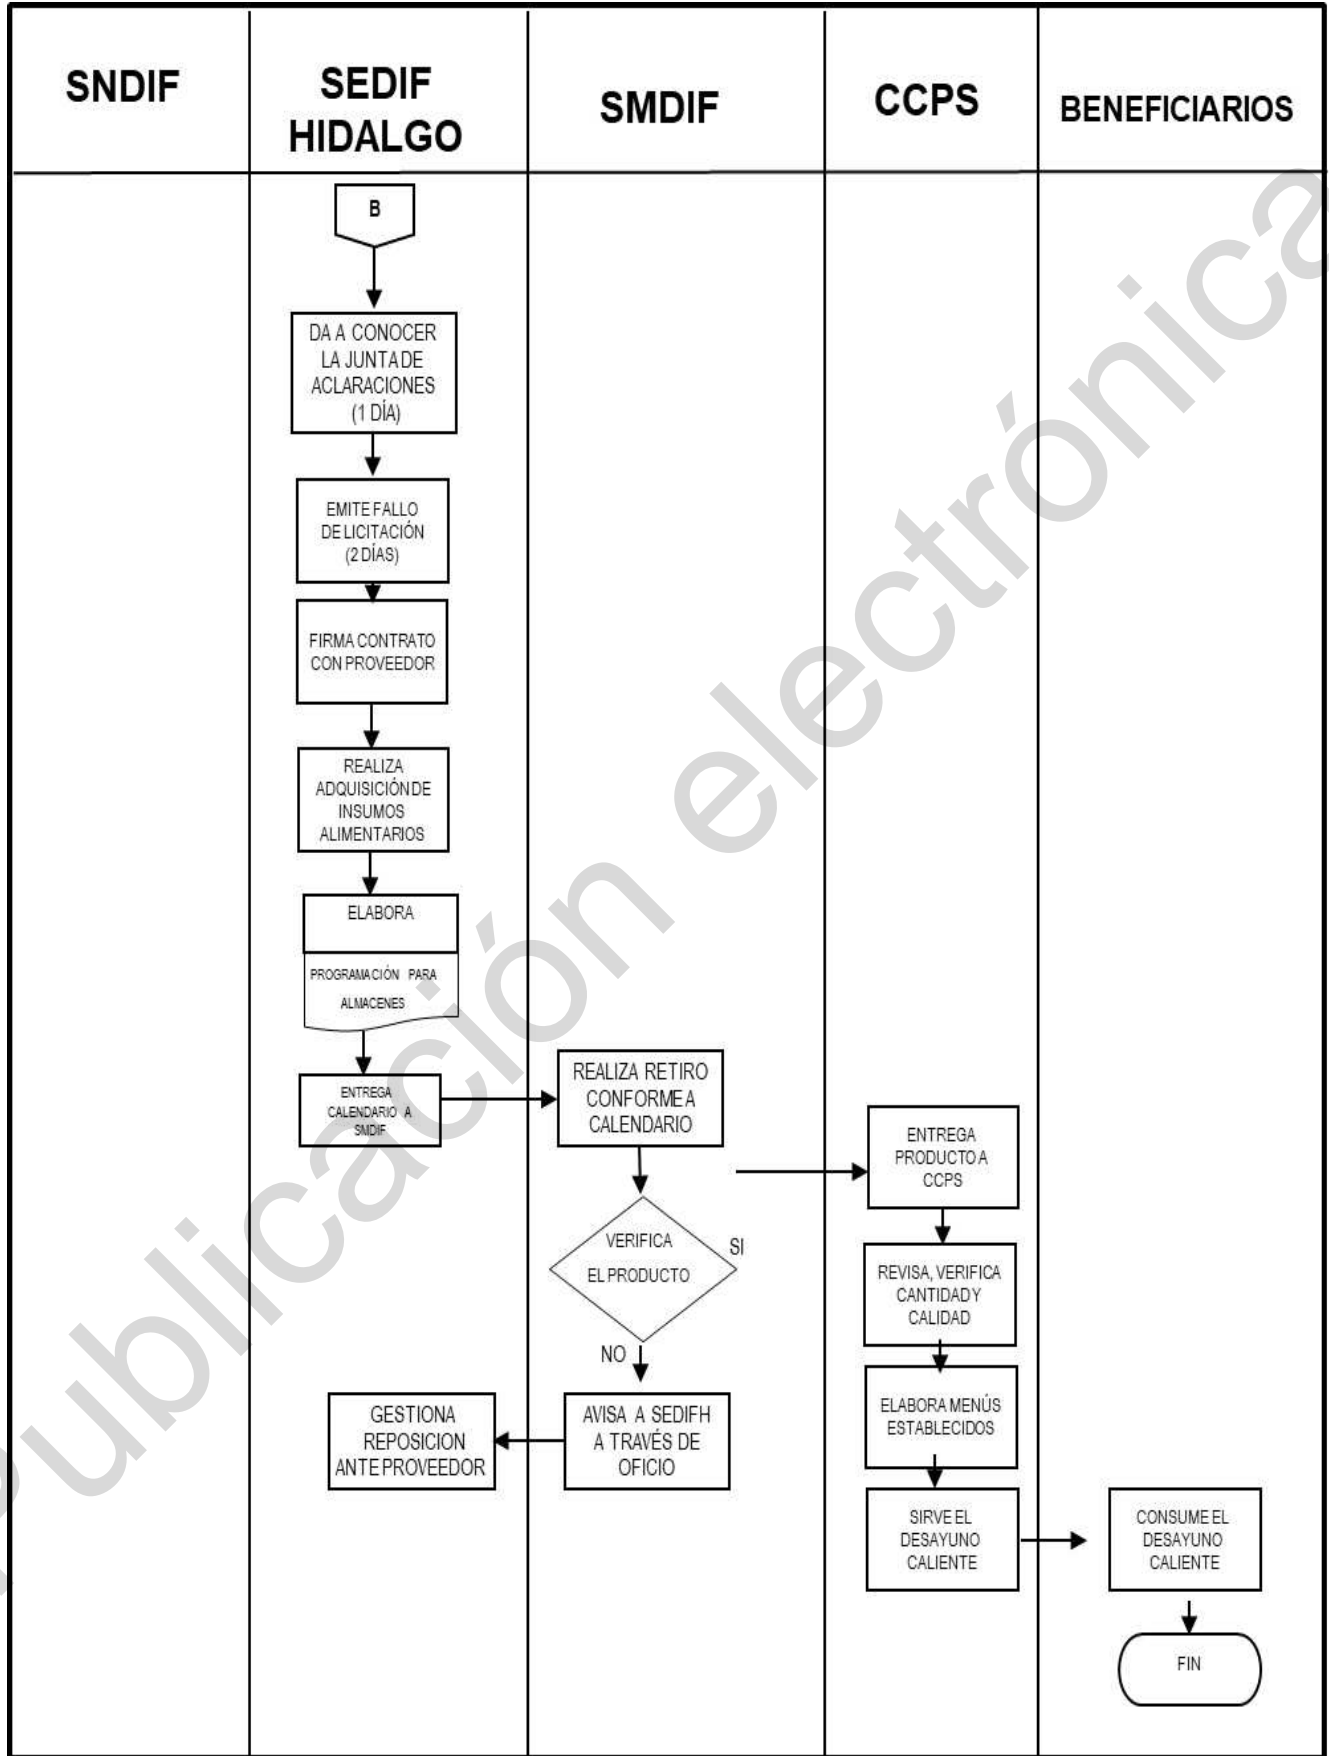 SNDIF
SEDIF
HIDALGO
SMDIF
CCPS
BENEFICIARIOS
B
DA A CONOCER
LA JUNTA DE
ACLARACIONES
(1 DÍA)
EMITE FALLO
DE LICITACIÓN
(2 DÍAS)
FIRMA CONTRATO
CON PROVEEDOR
REALIZA
ADQUISICIÓN DE
INSUMOS
ALIMENTARIOS
ELABORA
PROGRAMACIÓN PARA
ALMACENES
ENTREGA
CALENDARIO A
SMDIF
REALIZA RETIRO
CONFORME A
CALENDARIO
VERIFICA
EL PRODUCTO
SI
NO
AVISA A SEDIFH
A TRAVÉS DE
OFICIO
GESTIONA
REPOSICION
ANTE PROVEEDOR
ENTREGA
PRODUCTO A
CCPS
REVISA, VERIFICA
CANTIDAD Y
CALIDAD
ELABORA MENÚS
ESTABLECIDOS
SIRVE EL
DESAYUNO
CALIENTE
CONSUME EL
DESAYUNO
CALIENTE
FIN
Publicación electrónica